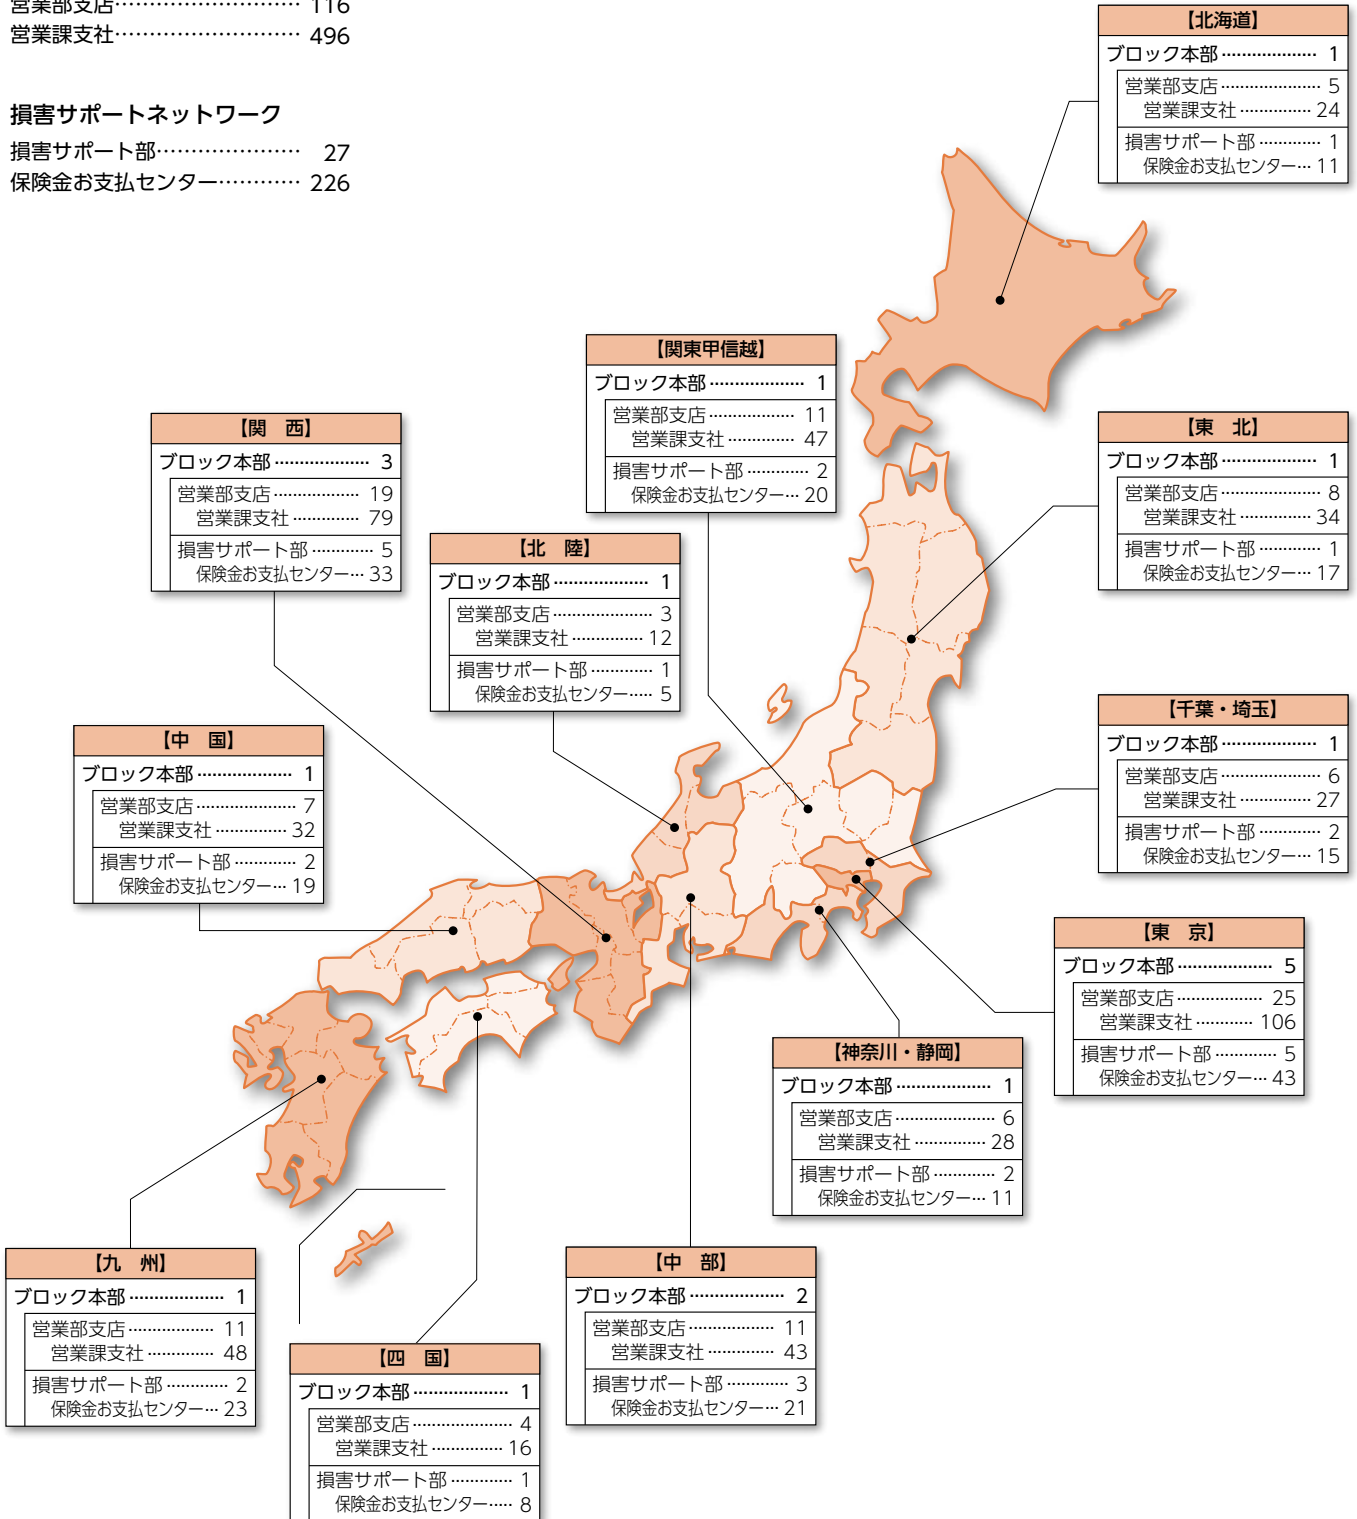 営業部支店………………………… 116
営業課支社………………………… 496
損害サポートネットワーク
損害サポート部………………… 27
保険金お支払センター………… 226
【北海道】
ブロック本部………………… 1
営業部支店………………… 5
営業課支社…………… 24
損害サポート部………… 1
保険金お支払センター… 11
【関東甲信越】
ブロック本部………………… 1
営業部支店……………… 11
営業課支社…………… 47
損害サポート部………… 2
保険金お支払センター… 20
【関　西】
ブロック本部………………… 3
営業部支店……………… 19
営業課支社…………… 79
損害サポート部………… 5
保険金お支払センター… 33
【東　北】
ブロック本部………………… 1
営業部支店………………… 8
営業課支社…………… 34
損害サポート部………… 1
保険金お支払センター… 17
【北　陸】
ブロック本部………………… 1
営業部支店………………… 3
営業課支社…………… 12
損害サポート部………… 1
保険金お支払センター…… 5
【千葉・埼玉】
ブロック本部………………… 1
営業部支店………………… 6
営業課支社…………… 27
損害サポート部………… 2
保険金お支払センター… 15
【中　国】
ブロック本部………………… 1
営業部支店………………… 7
営業課支社…………… 32
損害サポート部………… 2
保険金お支払センター… 19
【東　京】
ブロック本部………………… 5
営業部支店……………… 25
営業課支社………… 106
損害サポート部………… 5
保険金お支払センター… 43
【神奈川・静岡】
ブロック本部………………… 1
営業部支店………………… 6
営業課支社…………… 28
損害サポート部………… 2
保険金お支払センター… 11
【九　州】
ブロック本部………………… 1
営業部支店……………… 11
営業課支社…………… 48
損害サポート部………… 2
保険金お支払センター… 23
【中　部】
ブロック本部………………… 2
営業部支店……………… 11
営業課支社…………… 43
損害サポート部………… 3
保険金お支払センター… 21
【四　国】
ブロック本部………………… 1
営業部支店………………… 4
営業課支社…………… 16
損害サポート部………… 1
保険金お支払センター…… 8